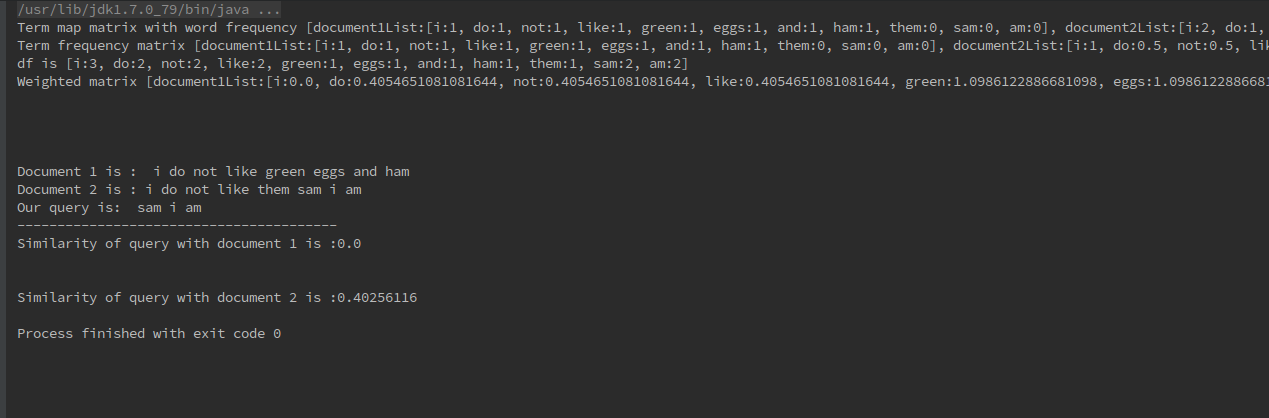 /usr/lib/jdk1.7.0_79/bin/java ...
Term map matrix with word frequency [document1List:[i:1, do:1, not:1, like:1, green:1, eggs:1, and:1, ham:1, them:0, sam:0, am:0], document2List:[i:2, do:1,
Term frequency matrix [document1List:[i:1, do:1, not:1, like:1, green:1, eggs:1, and:1, ham:1, them:0, sam:0, am:0], document2List:[i:1, do:0.5, not:0.5, lik
df is [i:3, do:2, not:2, like:2, green:1, eggs:1, and:1, ham:1, them:1, sam:2, am:2]
Weighted matrix [document1List:[i:0.0, do:0.4054651081081644, not:0.4054651081081644, like:0.4054651081081644, green:1.0986122886681098, eggs:1.0986122886681
Document 1 is :  i do not like green eggs and ham
Document 2 is : i do not like them sam i am
Our query is:  sam i am
----------------------------------------
Similarity of query with document 1 is :0.0
Similarity of query with document 2 is :0.40256116
Process finished with exit code 0